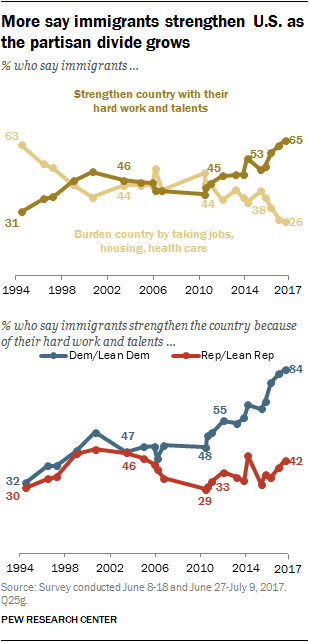 More say immigrants strengthen U.S. as
the partisan divide grows
% who say immigrants ...
Strengthen country with their
hard work and talents
63
46
45
53
65
31
44
44
38
26
Burden country by taking jobs,
housing, health care
1994 1998 2002 2006 2010 2014 2017
% who say immigrants strengthen the country because
of their hard work and talents ...
Dem/Lean Dem Rep/Lean Rep
84
55
47
48
32
30
46
42
33
29
1994 1998 2002 2006 2010 2014 2017
Source: Survey conducted June 8-18 and June 27-July 9, 2017.
Q25g.
PEW RESEARCH CENTER